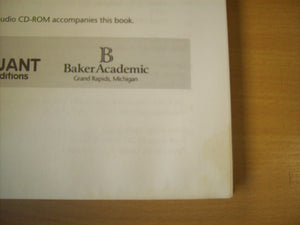 udio CD-ROM accompanies this book.
UANT
ditions
B
BakerAcademic
Grand Rapids, Michigan